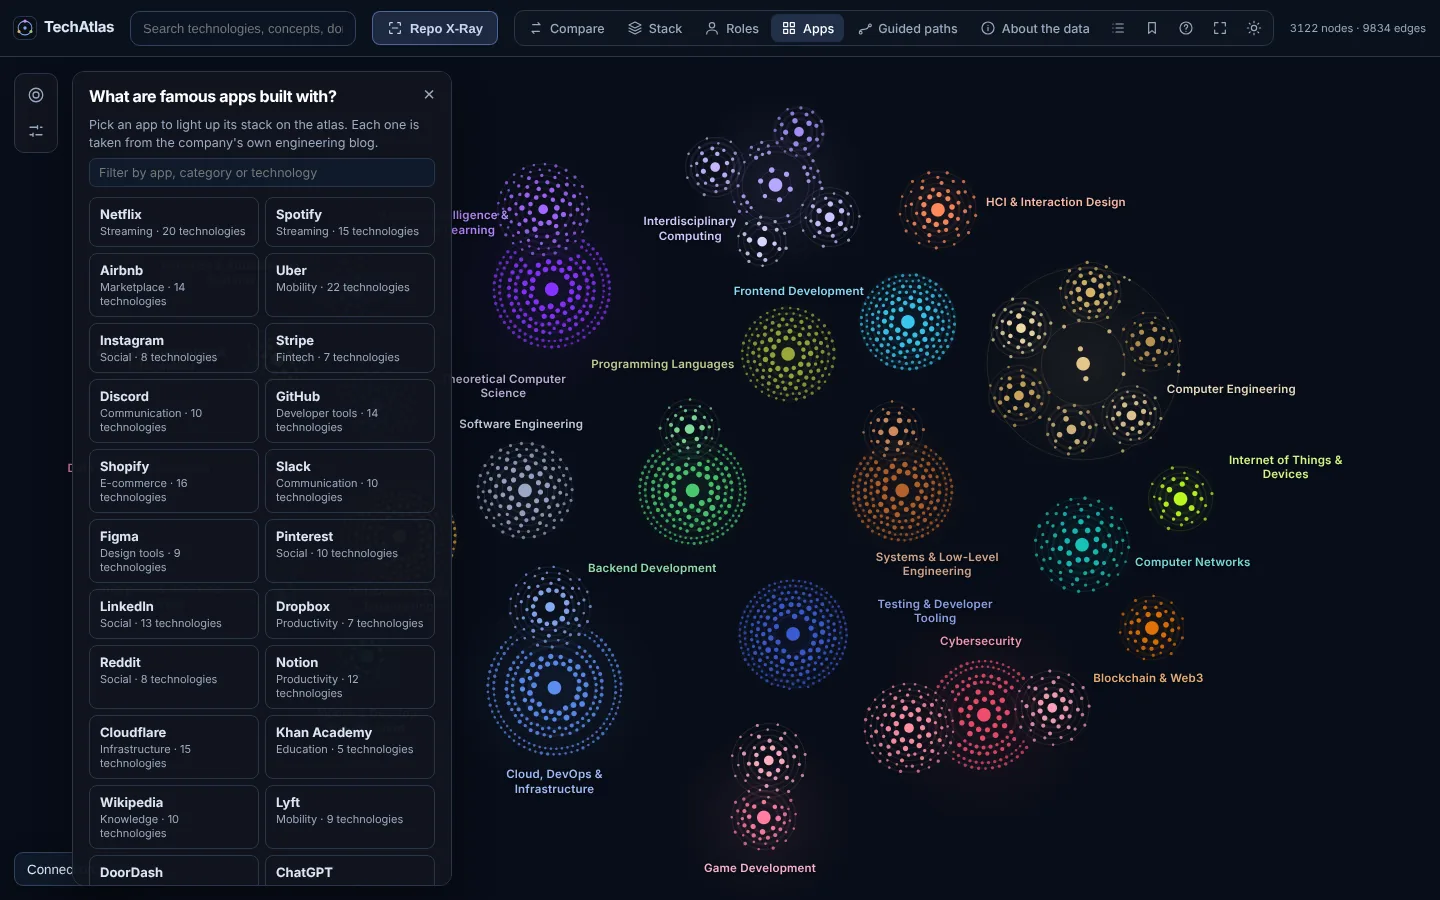 TechAtlas
Search technologies, concepts, do
Repo X-Ray
Compare
Stack
Roles
Apps
Guided paths
About the data
3122 nodes · 9834 edges
What are famous apps built with?
Pick an app to light up its stack on the atlas. Each one is
taken from the company's own engineering blog.
Filter by app, category or technology
Netflix
Streaming · 20 technologies
Spotify
Streaming · 15 technologies
Airbnb
Marketplace · 14
technologies
Uber
Mobility · 22 technologies
Instagram
Social · 8 technologies
Stripe
Fintech · 7 technologies
Discord
Communication · 10
technologies
GitHub
Developer tools · 14
technologies
Shopify
E-commerce · 16
technologies
Slack
Communication · 10
technologies
Figma
Design tools · 9
technologies
Pinterest
Social · 10 technologies
LinkedIn
Social · 13 technologies
Dropbox
Productivity · 7 technologies
Reddit
Social · 8 technologies
Notion
Productivity · 12
technologies
Cloudflare
Infrastructure · 15
technologies
Khan Academy
Education · 5 technologies
Wikipedia
Knowledge · 10
technologies
Lyft
Mobility · 9 technologies
DoorDash
ChatGPT
Connec
lligence &
earning
Interdisciplinary
Computing
HCI & Interaction Design
Frontend Development
Programming Languages
heoretical Computer
Science
Computer Engineering
Software Engineering
Internet of Things &
Devices
Systems & Low-Level
Engineering
Computer Networks
Backend Development
Testing & Developer
Tooling
Cybersecurity
Blockchain & Web3
Cloud, DevOps &
Infrastructure
Game Development